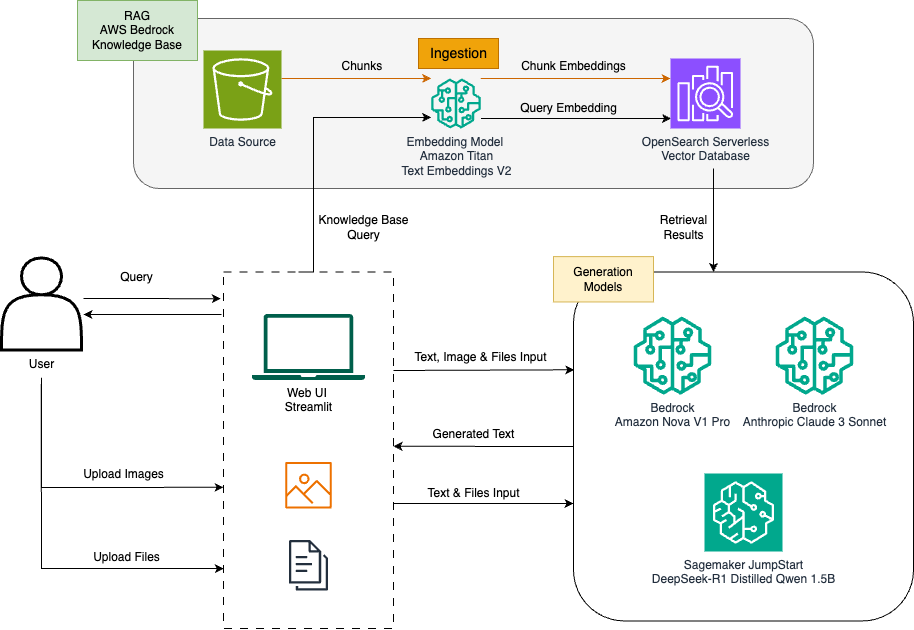 RAG
AWS Bedrock
Knowledge Base
Ingestion
Chunks
Chunk Embeddings
Query Embedding
Data Source
Embedding Model
Amazon Titan
Text Embeddings V2
OpenSearch Serverless
Vector Database
Knowledge Base
Query
Retrieval
Results
Query
Generation
Models
User
Web UI
Streamlit
Text, Image & Files Input
Bedrock
Amazon Nova V1 Pro
Bedrock
Anthropic Claude 3 Sonnet
Generated Text
Upload Images
Text & Files Input
Upload Files
Sagemaker JumpStart
DeepSeek-R1 Distilled Qwen 1.5B